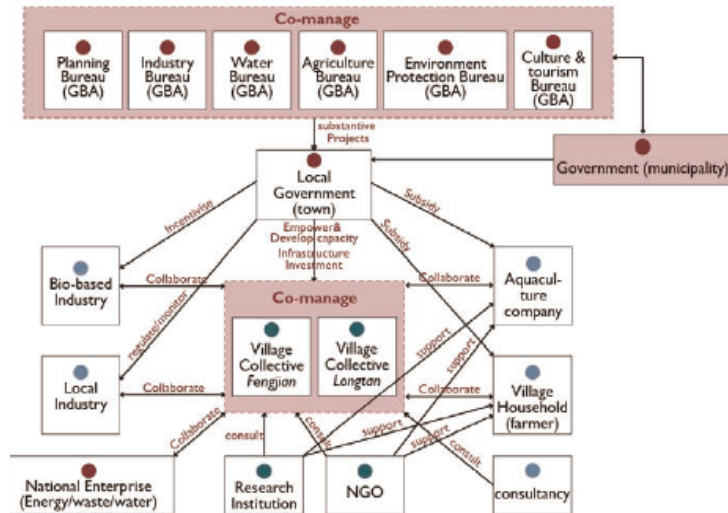 Co-manage
Planning
Bureau
(GBA)
Industry
Bureau
(GBA)
Water
Bureau
(GBA)
Agriculture
Bureau
(GBA)
Environment
Protection Bureau
(GBA)
Culture &
tourism
Bureau
(GBA)
substantive
Projects
Government (municipality)
Local
Government
(town)
Incentivise
Subsidy
Subsidy
Empower&
Develop capacity
Infrastructure
Investment
Bio-based
Industry
Collaborate
regulate/monitor
Co-manage
Collaborate
Aquacul-
ture
company
Village
Collective
Fengjian
Village
Collective
Longtan
support
support
Local
Industry
Collaborate
Collaborate
Village
Household
(farmer)
Collaborate
consult
consult
support
support
consult
National Enterprise
(Energy/waste/water)
Research
Institution
NGO
consultancy